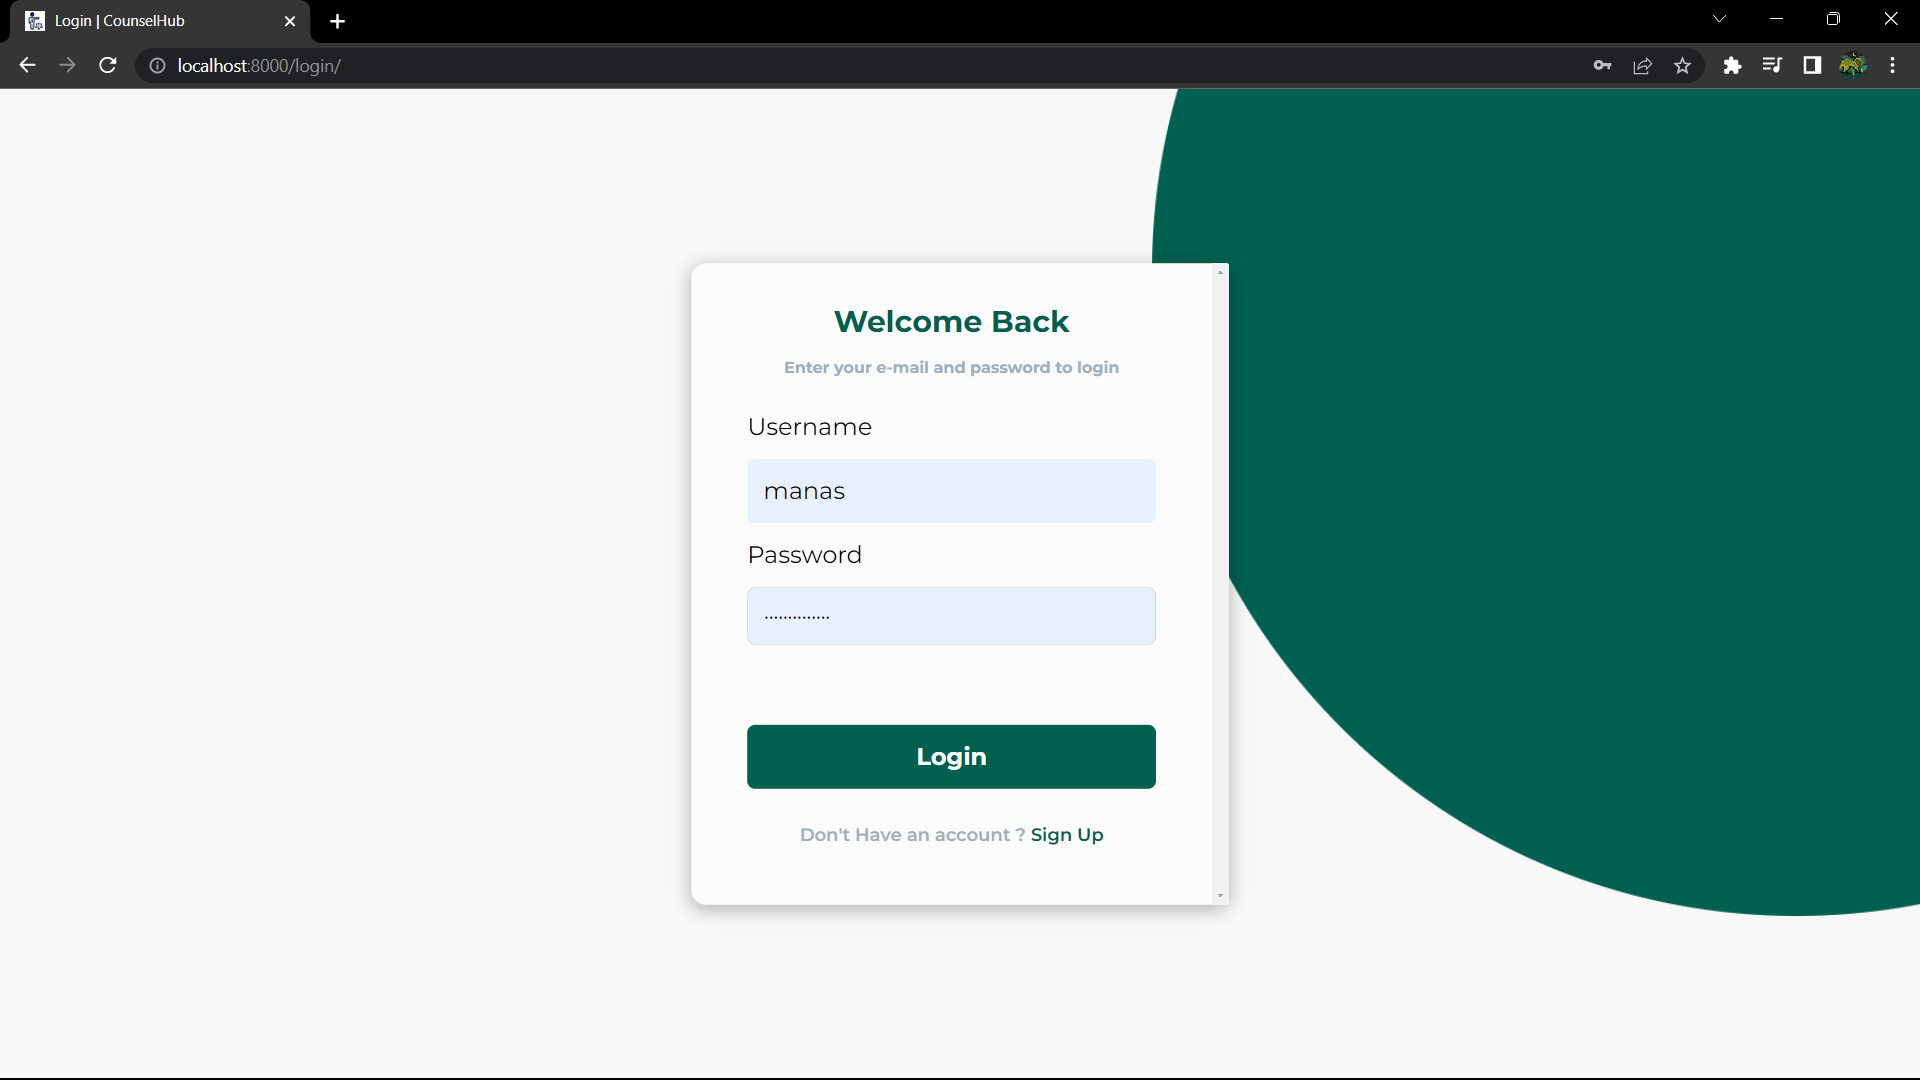 Login | CounselHub
localhost:8000/login/
Welcome Back
Enter your e-mail and password to login
Username
manas
Password
··············
Login
Don't Have an account ? Sign Up